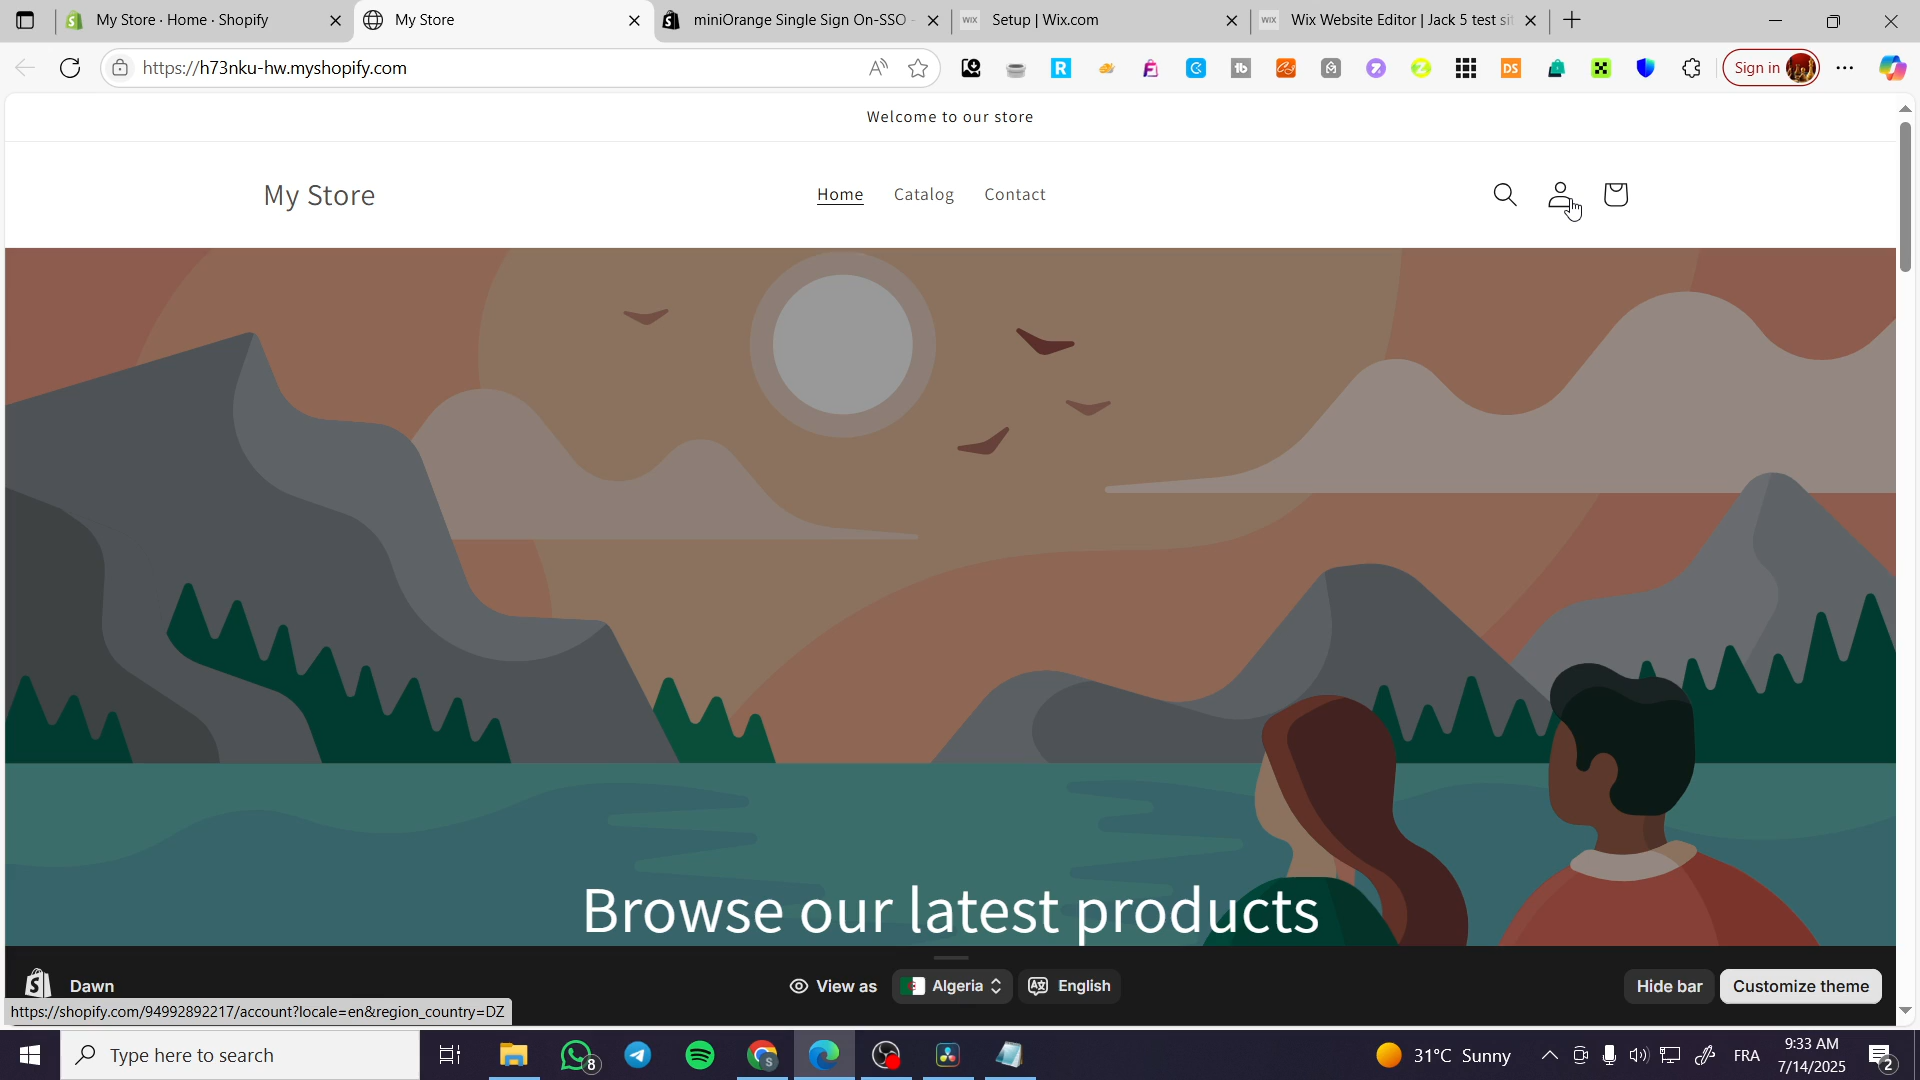 My Store · Home · Shopify
My Store
miniOrange Single Sign On-SSO -
WIX Setup | Wix.com
WIX Wix Website Editor | Jack 5 test sit
https://h73nku-hw.myshopify.com
Sign in
Welcome to our store
My Store
Home Catalog Contact
Browse our latest products
Dawn
View as
Algeria
English
Hide bar
Customize theme
https://shopify.com/94992892217/account?locale=en&region_country=DZ
Type here to search
8
31°C Sunny
FRA
9:33 AM
7/14/2025
2